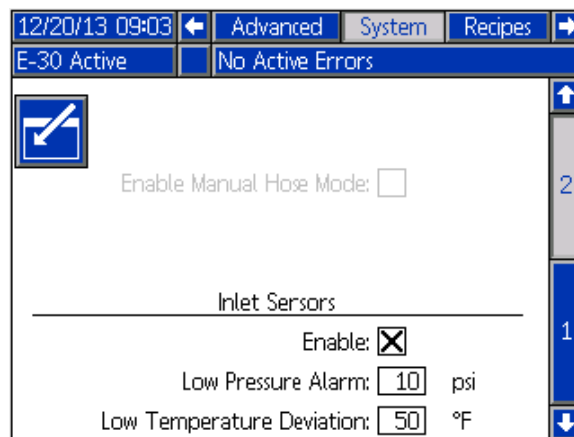 12/20/13 09:03 Advanced System Recipes
E-30 Active No Active Errors
Enable Manual Hose Mode:
2
Inlet Sersors
Enable:
1
Low Pressure Alarm: 10 psi
Low Temperature Deviation: 50 °F